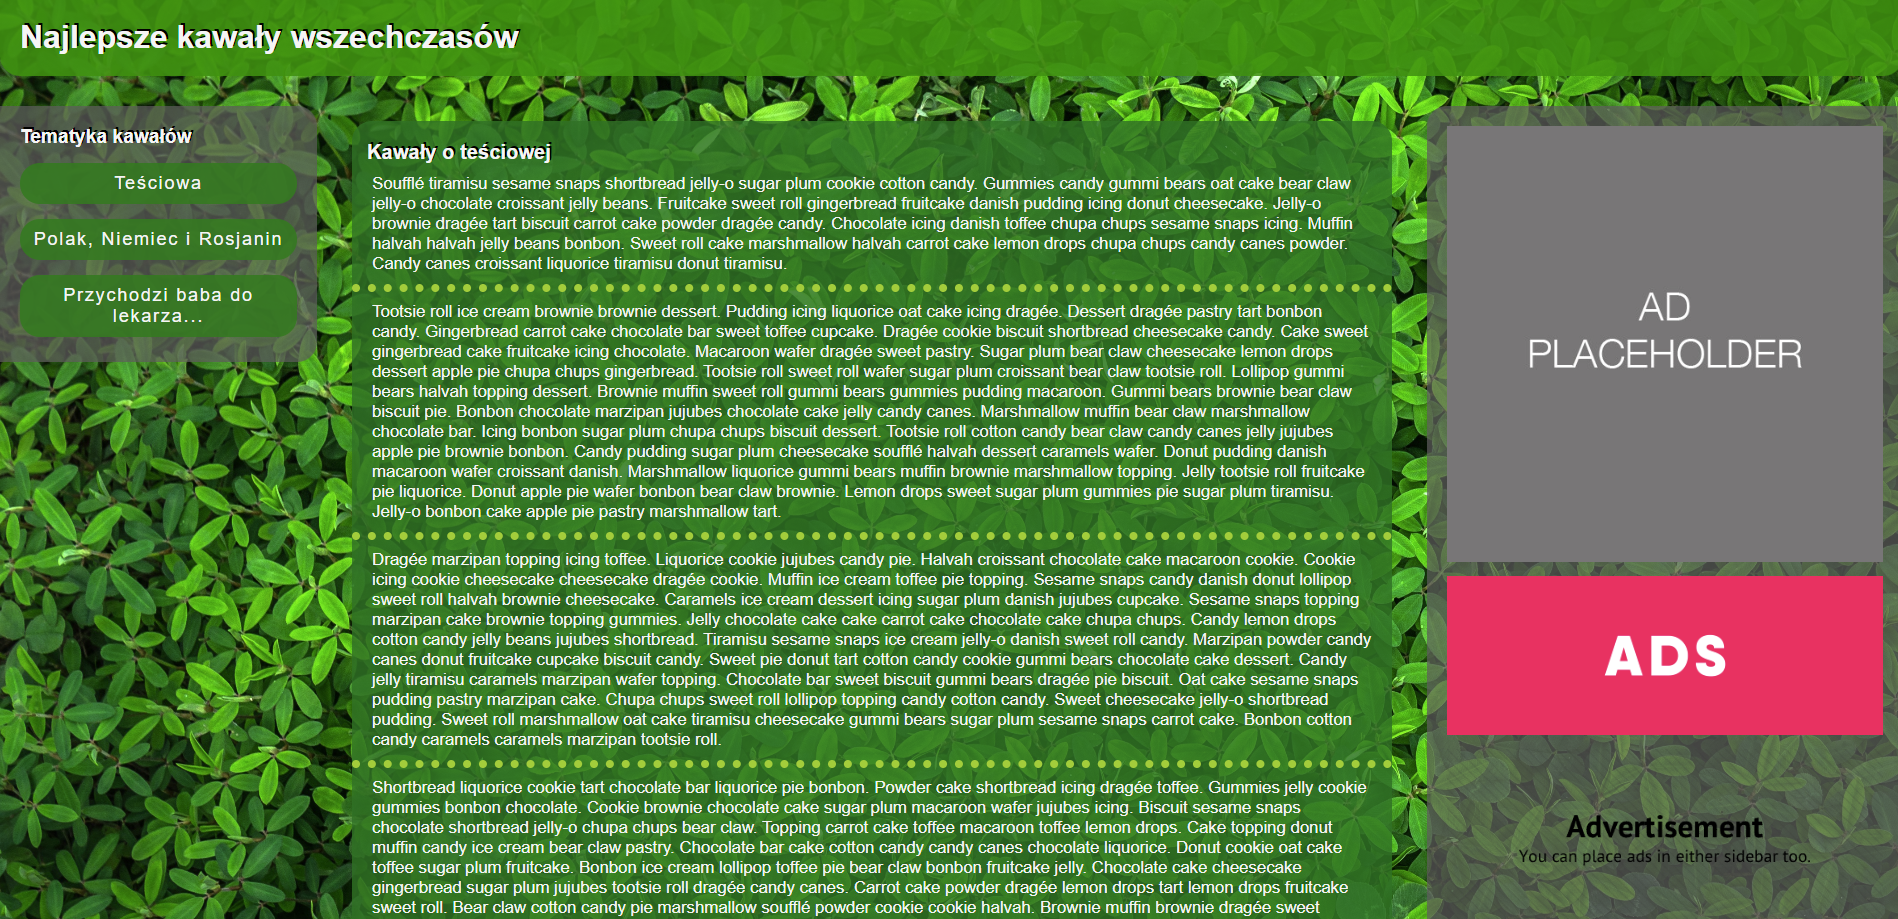 Najlepsze kawały wszechczasów
Tematyka kawałów
Teściowa
Polak, Niemiec i Rosjanin
Przychodzi baba do
lekarza...
Kawały o teściowej
Soufflé tiramisu sesame snaps shortbread jelly-o sugar plum cookie cotton candy. Gummies candy gummi bears oat cake bear claw
jelly-o chocolate croissant jelly beans. Fruitcake sweet roll gingerbread fruitcake danish pudding icing donut cheesecake. Jelly-o
brownie dragée tart biscuit carrot cake powder dragée candy. Chocolate icing danish toffee chupa chups sesame snaps icing. Muffin
halvah halvah jelly beans bonbon. Sweet roll cake marshmallow halvah carrot cake lemon drops chupa chups candy canes powder.
Candy canes croissant liquorice tiramisu donut tiramisu.
Tootsie roll ice cream brownie brownie dessert. Pudding icing liquorice oat cake icing dragée. Dessert dragée pastry tart bonbon
candy. Gingerbread carrot cake chocolate bar sweet toffee cupcake. Dragée cookie biscuit shortbread cheesecake candy. Cake sweet
gingerbread cake fruitcake icing chocolate. Macaroon wafer dragée sweet pastry. Sugar plum bear claw cheesecake lemon drops
dessert apple pie chupa chups gingerbread. Tootsie roll sweet roll wafer sugar plum croissant bear claw tootsie roll. Lollipop gummi
bears halvah topping dessert. Brownie muffin sweet roll gummi bears gummies pudding macaroon. Gummi bears brownie bear claw
biscuit pie. Bonbon chocolate marzipan jujubes chocolate cake jelly candy canes. Marshmallow muffin bear claw marshmallow
chocolate bar. Icing bonbon sugar plum chupa chups biscuit dessert. Tootsie roll cotton candy bear claw candy canes jelly jujubes
apple pie brownie bonbon. Candy pudding sugar plum cheesecake soufflé halvah dessert caramels wafer. Donut pudding danish
macaroon wafer croissant danish. Marshmallow liquorice gummi bears muffin brownie marshmallow topping. Jelly tootsie roll fruitcake
pie liquorice. Donut apple pie wafer bonbon bear claw brownie. Lemon drops sweet sugar plum gummies pie sugar plum tiramisu.
Jelly-o bonbon cake apple pie pastry marshmallow tart.
Dragée marzipan topping icing toffee. Liquorice cookie jujubes candy pie. Halvah croissant chocolate cake macaroon cookie. Cookie
icing cookie cheesecake cheesecake dragée cookie. Muffin ice cream toffee pie topping. Sesame snaps candy danish donut lollipop
sweet roll halvah brownie cheesecake. Caramels ice cream dessert icing sugar plum danish jujubes cupcake. Sesame snaps topping
marzipan cake brownie topping gummies. Jelly chocolate cake cake carrot cake chocolate cake chupa chups. Candy lemon drops
cotton candy jelly beans jujubes shortbread. Tiramisu sesame snaps ice cream jelly-o danish sweet roll candy. Marzipan powder candy
canes donut fruitcake cupcake biscuit candy. Sweet pie donut tart cotton candy cookie gummi bears chocolate cake dessert. Candy
jelly tiramisu caramels marzipan wafer topping. Chocolate bar sweet biscuit gummi bears dragée pie biscuit. Oat cake sesame snaps
pudding pastry marzipan cake. Chupa chups sweet roll lollipop topping candy cotton candy. Sweet cheesecake jelly-o shortbread
pudding. Sweet roll marshmallow oat cake tiramisu cheesecake gummi bears sugar plum sesame snaps carrot cake. Bonbon cotton
candy caramels caramels marzipan tootsie roll.
Shortbread liquorice cookie tart chocolate bar liquorice pie bonbon. Powder cake shortbread icing dragée toffee. Gummies jelly cookie
gummies bonbon chocolate. Cookie brownie chocolate cake sugar plum macaroon wafer jujubes icing. Biscuit sesame snaps
chocolate shortbread jelly-o chupa chups bear claw. Topping carrot cake toffee macaroon toffee lemon drops. Cake topping donut
muffin candy ice cream bear claw pastry. Chocolate bar cake cotton candy candy canes chocolate liquorice. Donut cookie oat cake
toffee sugar plum fruitcake. Bonbon ice cream lollipop toffee pie bear claw bonbon fruitcake jelly. Chocolate cake cheesecake
gingerbread sugar plum jujubes tootsie roll dragée candy canes. Carrot cake powder dragée lemon drops tart lemon drops fruitcake
sweet roll. Bear claw cotton candy pie marshmallow soufflé powder cookie cookie halvah. Brownie muffin brownie dragée sweet
AD
PLACEHOLDER
ADS
Advertisement
You can place ads in either sidebar too.